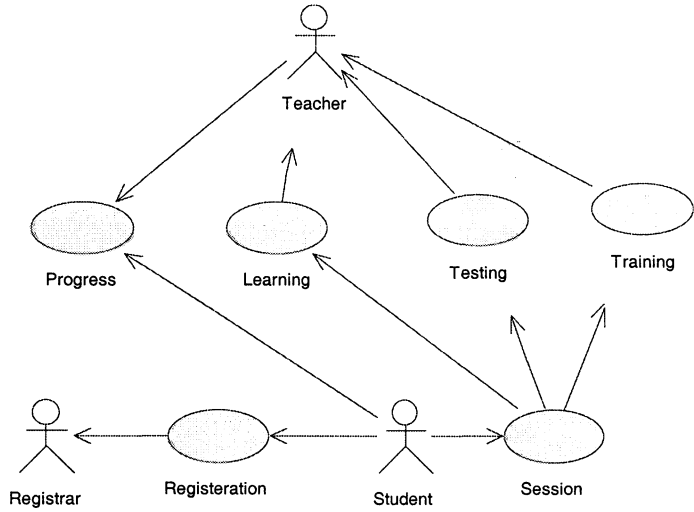 Teacher
Progress
Learning
Testing
Training
Registrar
Registeration
Student
Session